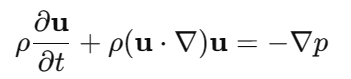 ρ ∂𝐮/∂t + ρ(𝐮 · ∇)𝐮 = −∇p